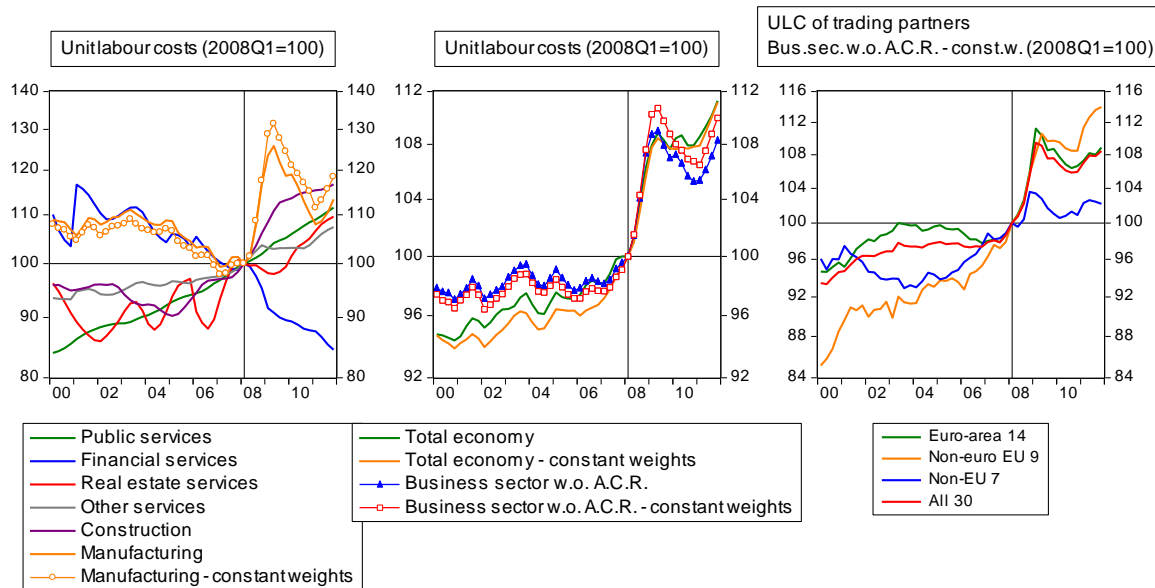 Unit labour costs (2008Q1=100)
140 140
130 130
120 120
110 110
100 100
90 90
80 80
00 02 04 06 08 10
Public services
Financial services
Real estate services
Other services
Construction
Manufacturing
Manufacturing - constant weights
Unit labour costs (2008Q1=100)
112 112
108 108
104 104
100 100
96 96
92 92
00 02 04 06 08 10
Total economy
Total economy - constant weights
Business sector w.o. A.C.R.
Business sector w.o. A.C.R. - constant weights
ULC of trading partners
Bus.sec. w.o. A.C.R. - const.w. (2008Q1=100)
116 116
112 112
108 108
104 104
100 100
96 96
92 92
88 88
84 84
00 02 04 06 08 10
Euro-area 14
Non-euro EU 9
Non-EU 7
All 30